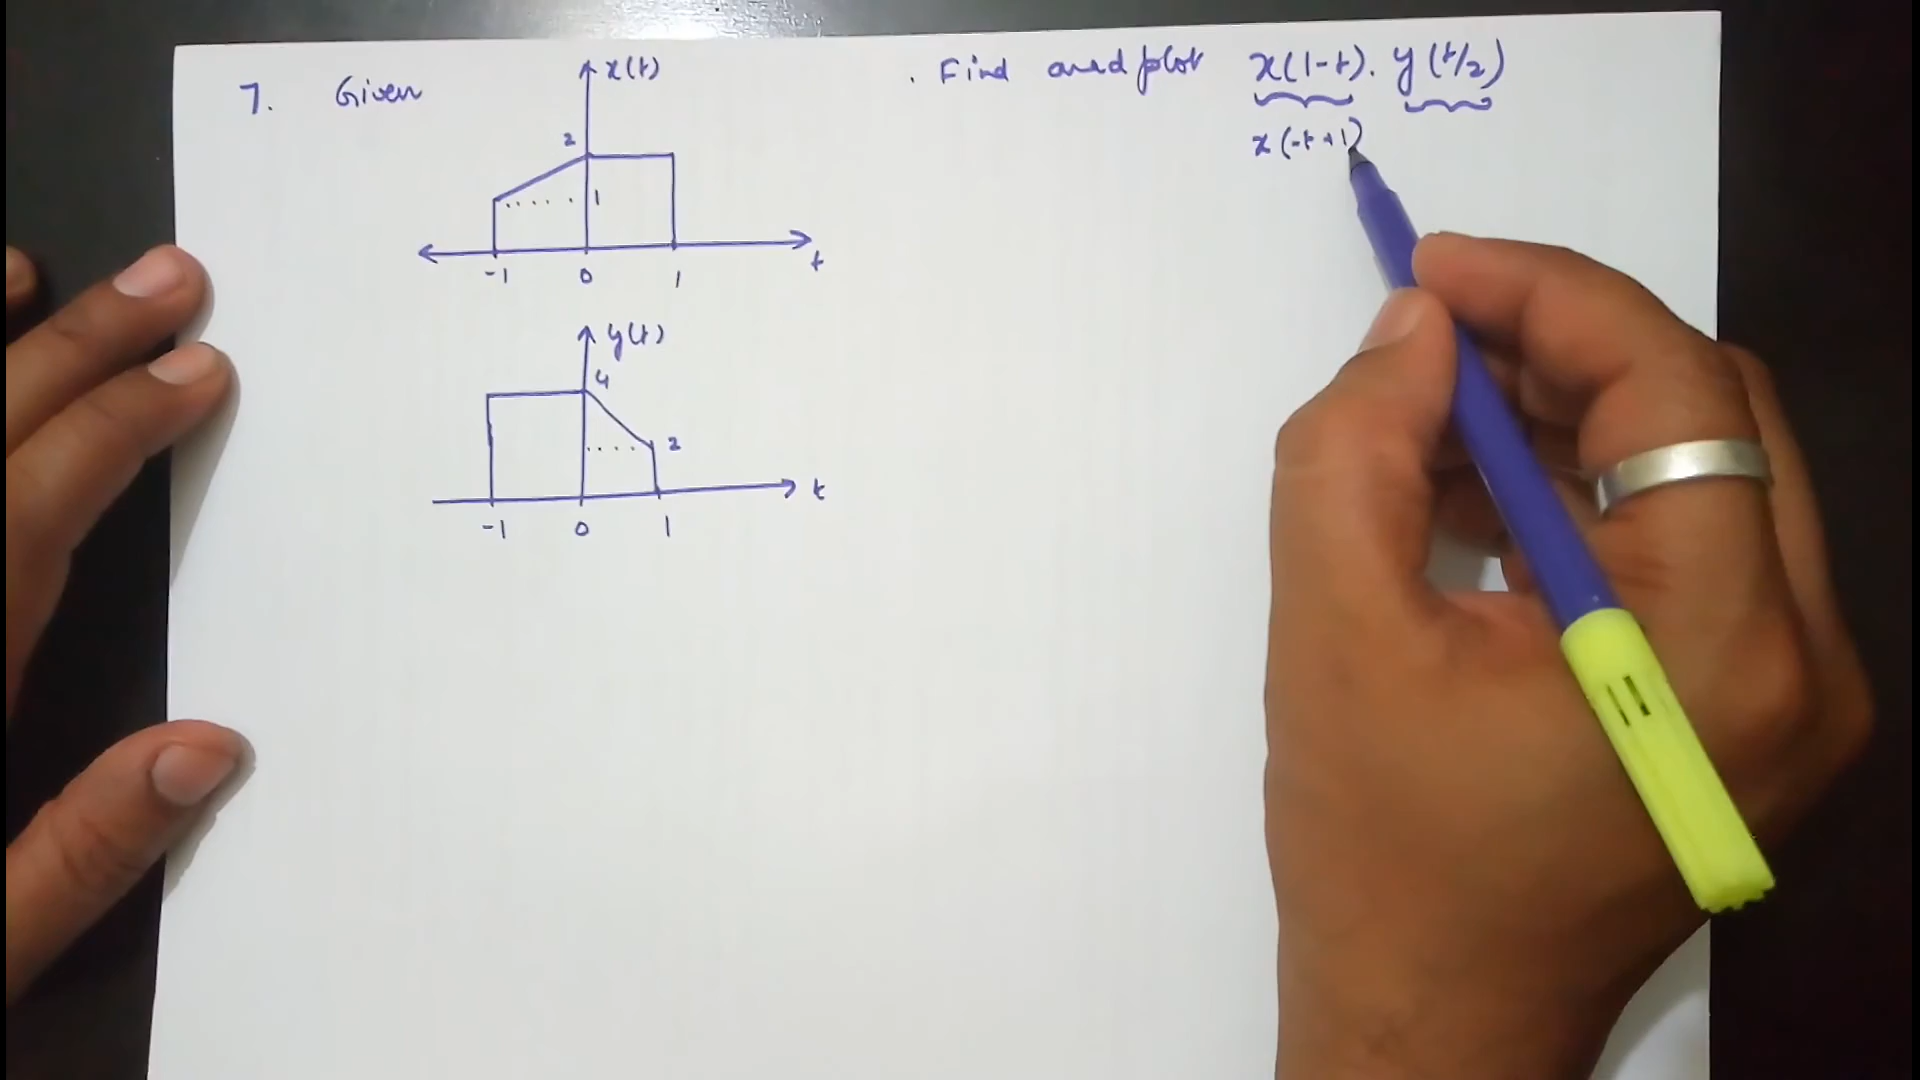 7. Given x(t) . Find and plot x(1-t). y(t/2)
x(-t+1)
2
1
-1 0 1 t
y(t)
4
2
t
-1 0 1